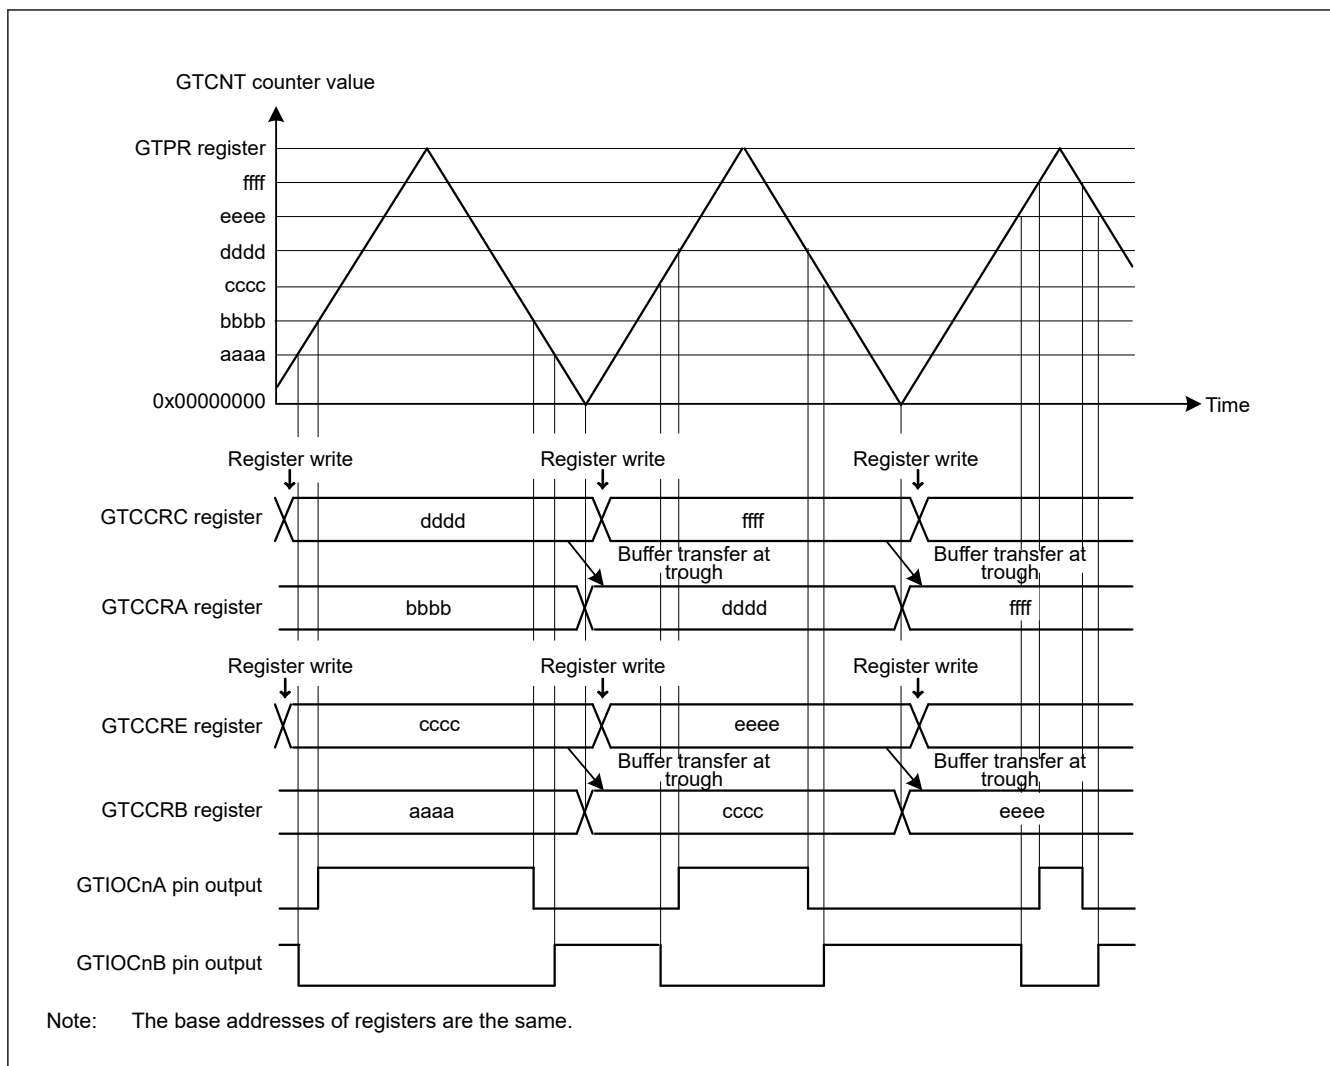 GTCNT counter value
GTPR register
ffff
eeee
dddd
cccc
bbbb
aaaa
0x00000000
Time
Register write Register write Register write
GTCCRC register dddd ffff
Buffer transfer at trough Buffer transfer at trough
GTCCRA register bbbb dddd ffff
Register write Register write Register write
GTCCRE register cccc eeee
Buffer transfer at trough Buffer transfer at trough
GTCCRB register aaaa cccc eeee
GTIOCnA pin output
GTIOCnB pin output
Note: The base addresses of registers are the same.